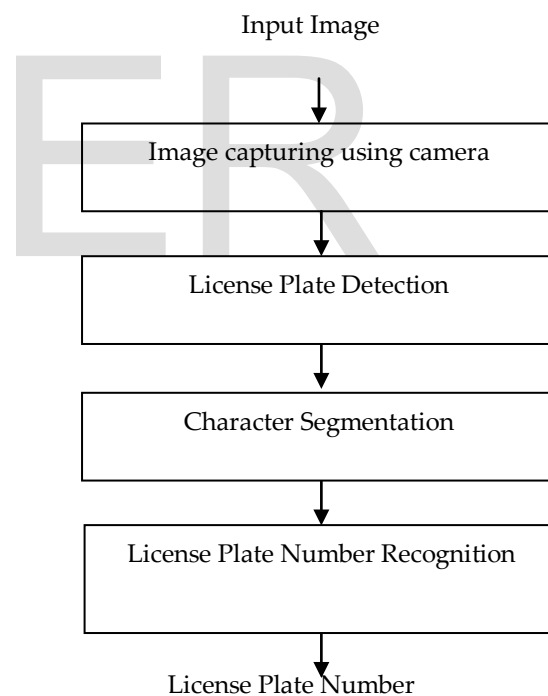 Input Image
ER
Image capturing using camera
License Plate Detection
Character Segmentation
License Plate Number Recognition
License Plate Number